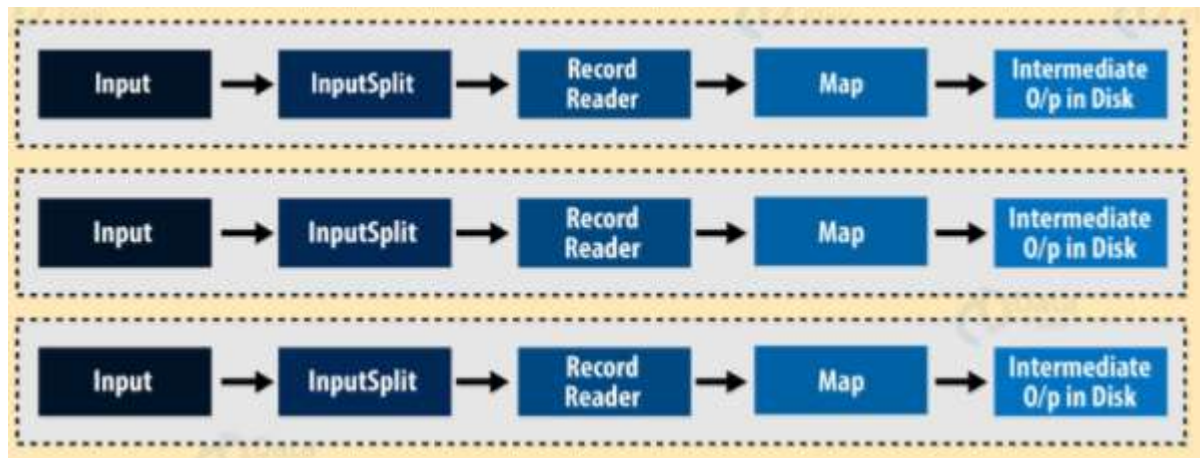 Input
InputSplit
Record
Reader
Map
Intermediate
O/p in Disk
Input
InputSplit
Record
Reader
Map
Intermediate
O/p in Disk
Input
InputSplit
Record
Reader
Map
Intermediate
O/p in Disk